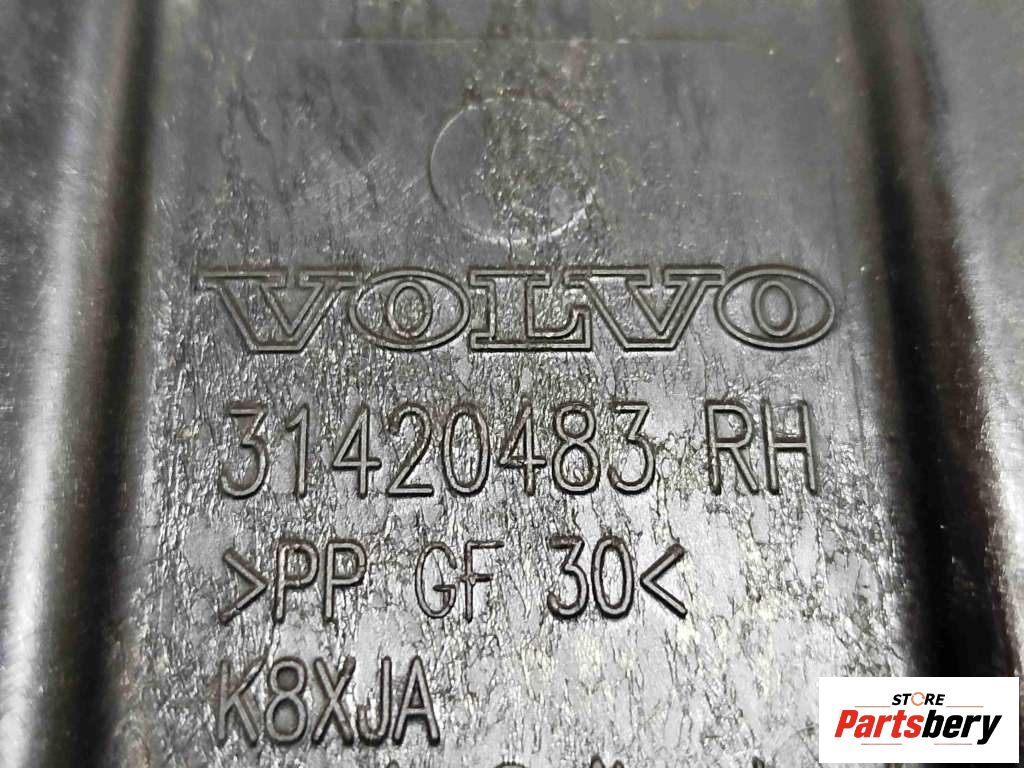 VOLVO
31420483 RH
>PP GF 30<
K8XJA
STORE
Partsbery